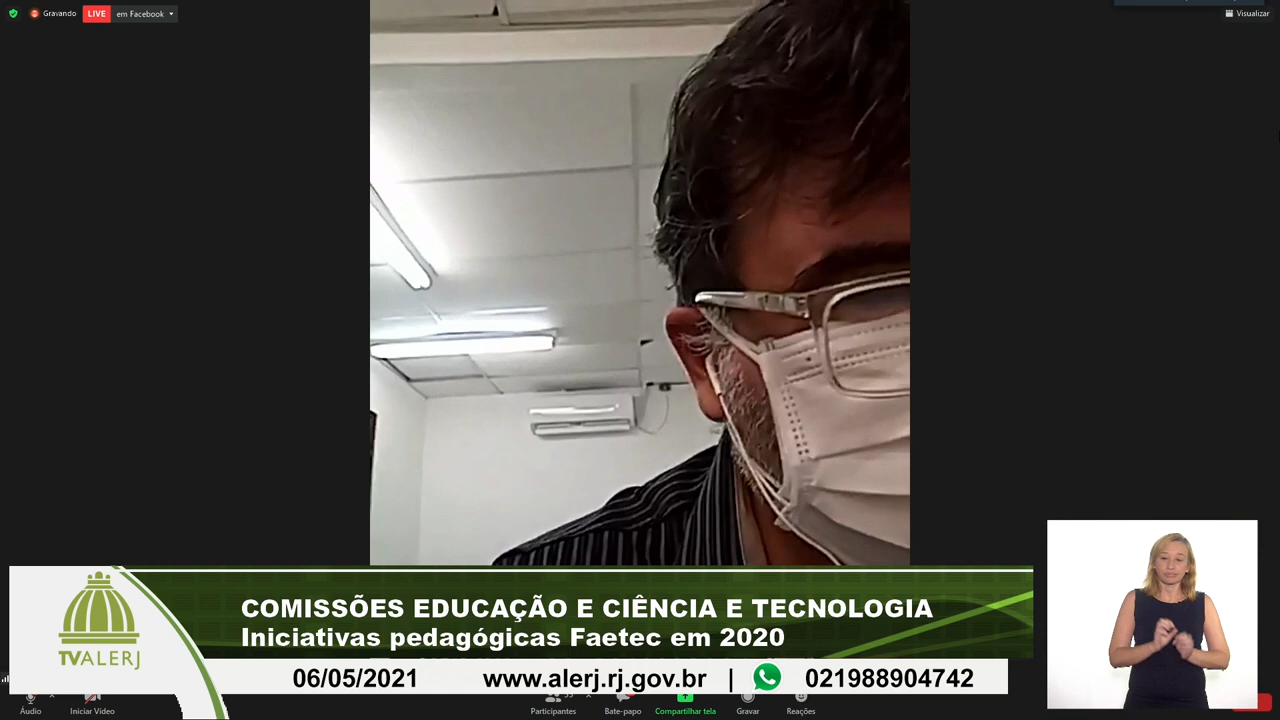 Gravando LIVE em Facebook
Visualizar
COMISSÕES EDUCAÇÃO E CIÊNCIA E TECNOLOGIA
Iniciativas pedagógicas Faetec em 2020
TVALERJ
06/05/2021 www.alerj.rj.gov.br | 021988904742
Áudio Iniciar Vídeo Participantes Bate-papo Compartilhar tela Gravar Reações